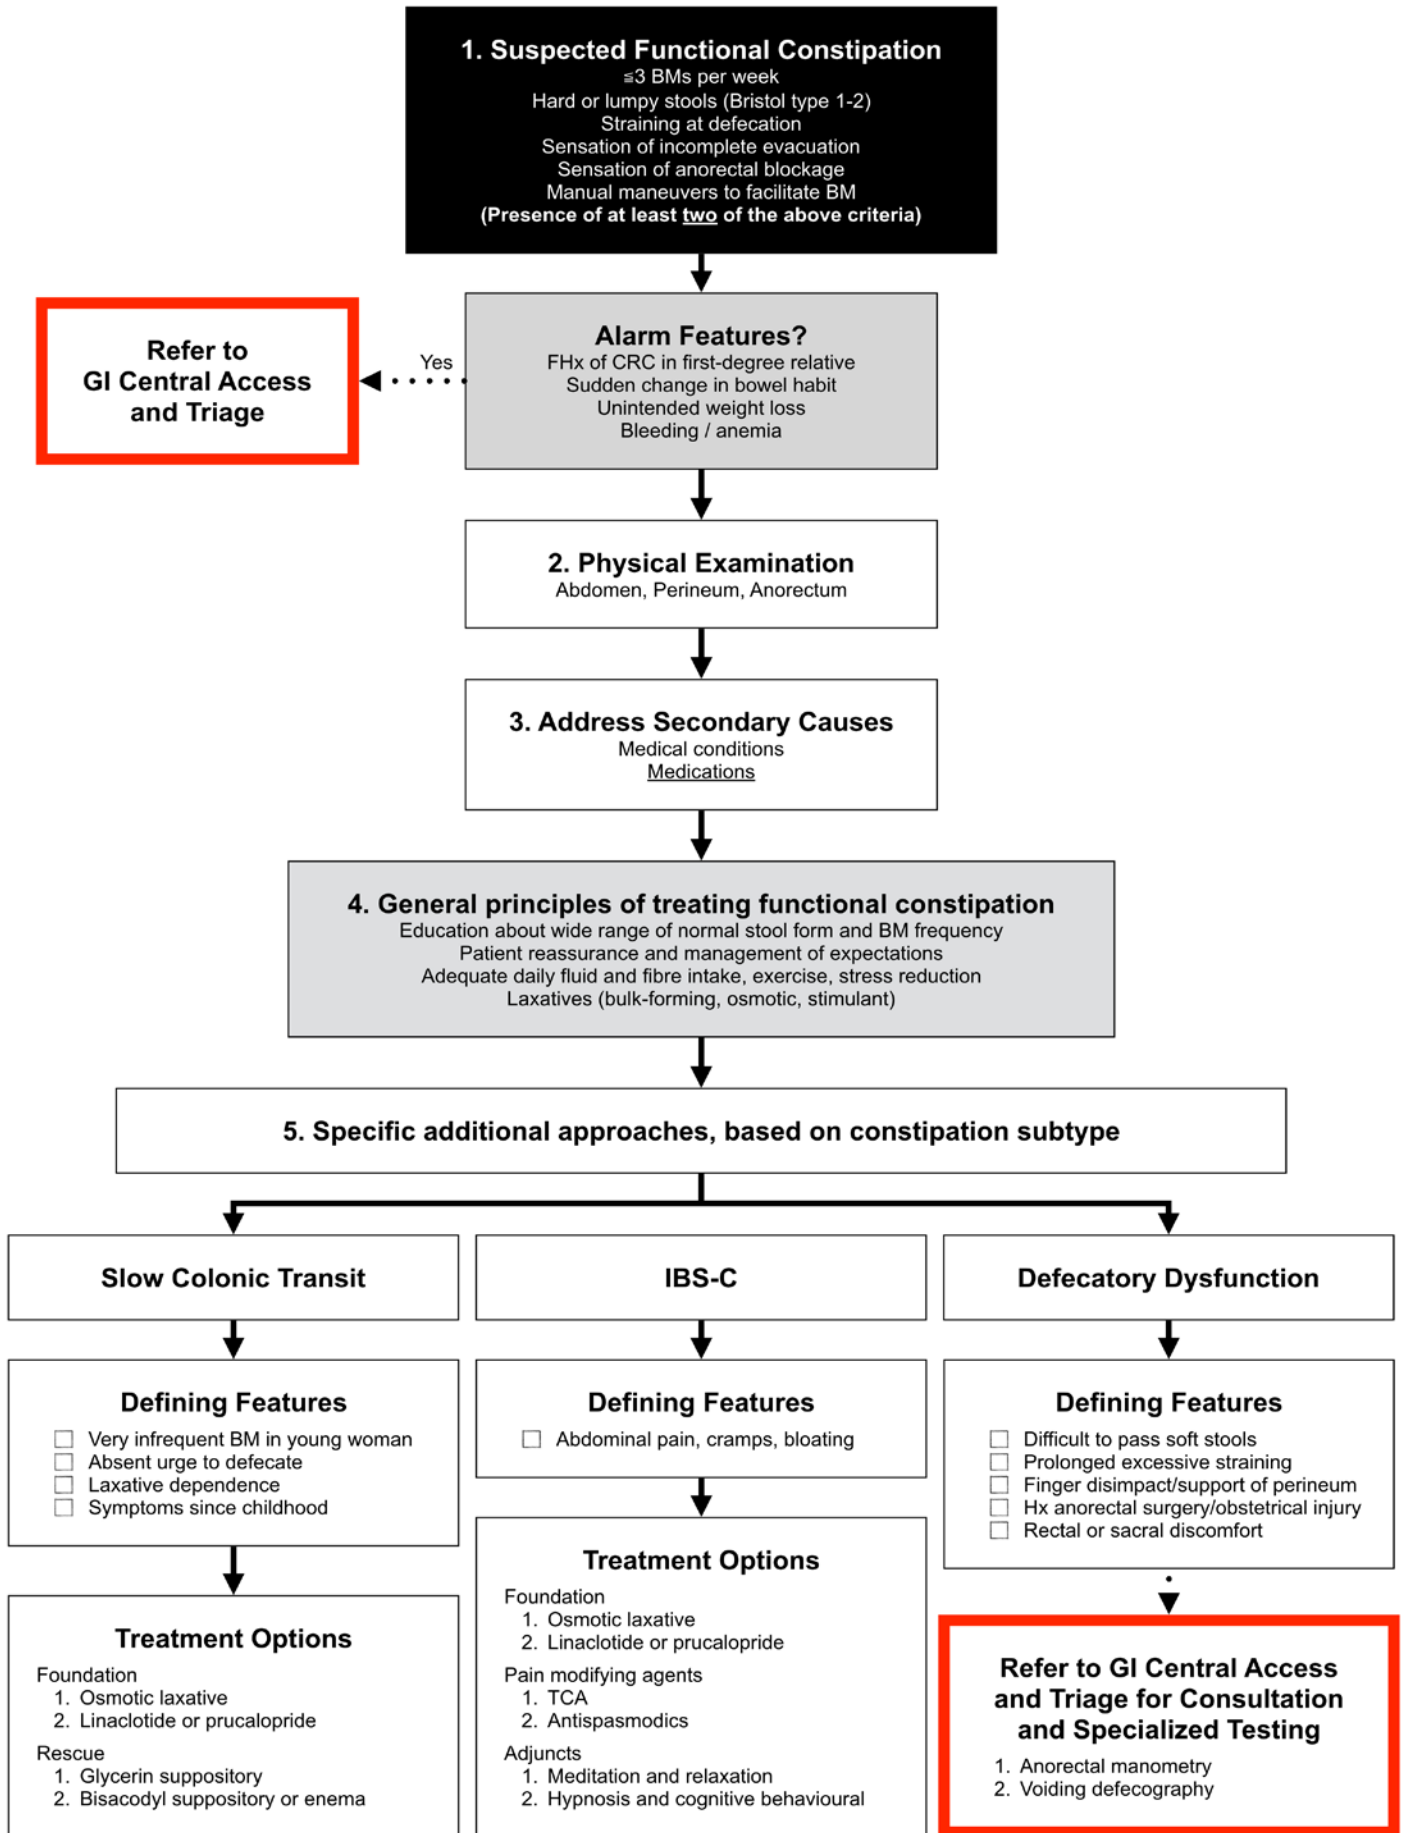 1. Suspected Functional Constipation
≦3 BMs per week
Hard or lumpy stools (Bristol type 1-2)
Straining at defecation
Sensation of incomplete evacuation
Sensation of anorectal blockage
Manual maneuvers to facilitate BM
(Presence of at least two of the above criteria)
Refer to
GI Central Access
and Triage
Yes
Alarm Features?
FHx of CRC in first-degree relative
Sudden change in bowel habit
Unintended weight loss
Bleeding / anemia
2. Physical Examination
Abdomen, Perineum, Anorectum
3. Address Secondary Causes
Medical conditions
Medications
4. General principles of treating functional constipation
Education about wide range of normal stool form and BM frequency
Patient reassurance and management of expectations
Adequate daily fluid and fibre intake, exercise, stress reduction
Laxatives (bulk-forming, osmotic, stimulant)
5. Specific additional approaches, based on constipation subtype
Slow Colonic Transit
Defining Features
Very infrequent BM in young woman
Absent urge to defecate
Laxative dependence
Symptoms since childhood
Treatment Options
Foundation
1. Osmotic laxative
2. Linaclotide or prucalopride
Rescue
1. Glycerin suppository
2. Bisacodyl suppository or enema
IBS-C
Defining Features
Abdominal pain, cramps, bloating
Treatment Options
Foundation
1. Osmotic laxative
2. Linaclotide or prucalopride
Pain modifying agents
1. TCA
2. Antispasmodics
Adjuncts
1. Meditation and relaxation
2. Hypnosis and cognitive behavioural
Defecatory Dysfunction
Defining Features
Difficult to pass soft stools
Prolonged excessive straining
Finger disimpact/support of perineum
Hx anorectal surgery/obstetrical injury
Rectal or sacral discomfort
Refer to GI Central Access
and Triage for Consultation
and Specialized Testing
1. Anorectal manometry
2. Voiding defecography